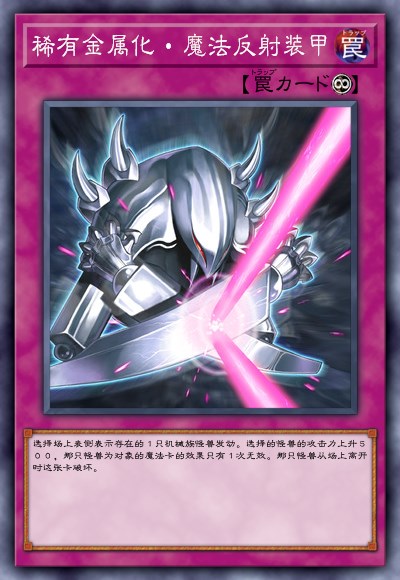 稀有金属化·魔法反射装甲
トラップ
罠
トラップ
【罠カード】
选择场上表侧表示存在的1只机械族怪兽发动。选择的怪兽的攻击力上升5
00，那只怪兽为对象的魔法卡的效果只有1次无效。那只怪兽从场上离开
时这张卡破坏。